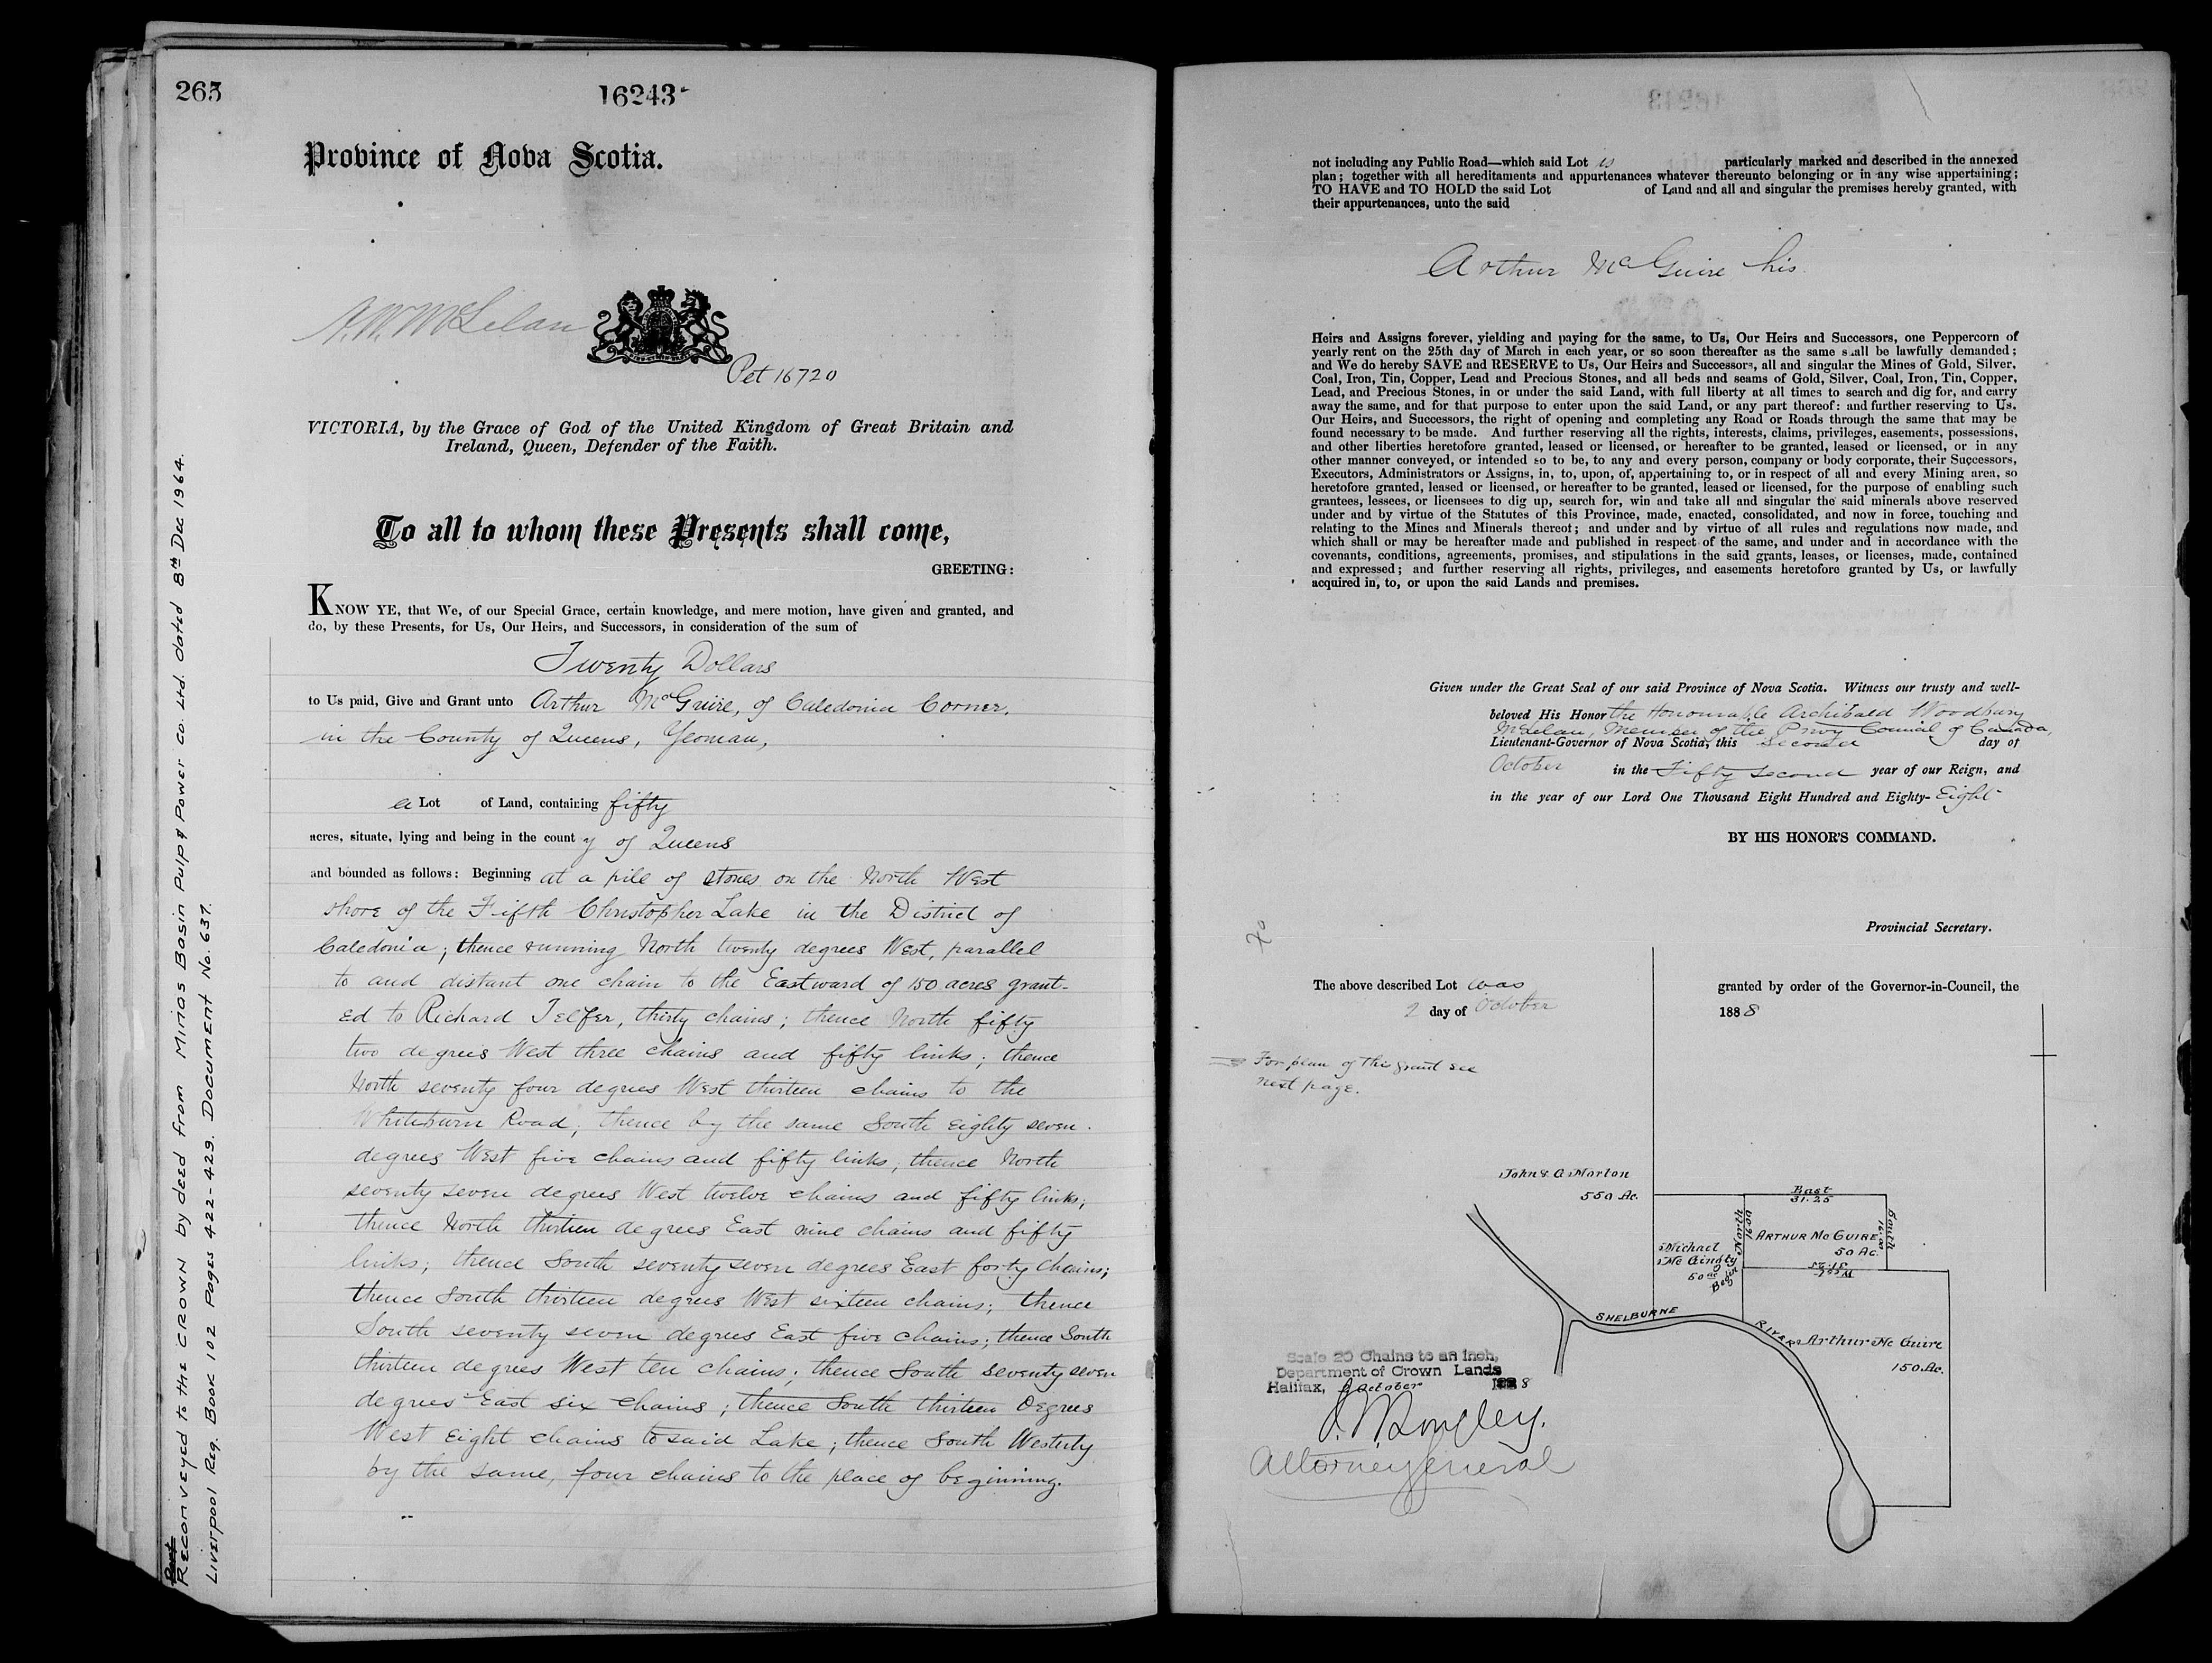 265
16243
Province of Nova Scotia.
A. W. McLelan
Pet 16720
VICTORIA, by the Grace of God of the United Kingdom of Great Britain and
Ireland, Queen, Defender of the Faith.
To all to whom these Presents shall come,
GREETING:
KNOW YE, that We, of our Special Grace, certain knowledge, and mere motion, have given and granted, and
do, by these Presents, for Us, Our Heirs, and Successors, in consideration of the sum of
Twenty Dollars
to Us paid, Give and Grant unto Arthur McGuire, of Caledonia Corner,
in the County of Queens, Yeoman,
a Lot of Land, containing fifty
acres, situate, lying and being in the county of Queens
and bounded as follows: Beginning at a pile of stones on the North West
shore of the Fifth Christopher Lake in the District of
Caledonia; thence running North twenty degrees West, parallel
to and distant one chain to the Eastward of 150 acres grant-
ed to Richard Telfer, thirty chains; thence North fifty
two degrees West three chains and fifty links; thence
North seventy four degrees West thirteen chains to the
Whiteburn Road; thence by the same South eighty seven
degrees West five chains and fifty links; thence North
seventy seven degrees West twelve chains and fifty links;
thence North thirteen degrees East nine chains and fifty
links; thence South seventy seven degrees East forty chains;
thence South thirteen degrees West sixteen chains; thence
South seventy seven degrees East five chains; thence South
thirteen degrees West ten chains; thence South seventy seven
degrees East six chains; thence South thirteen Degrees
West eight chains to said Lake; thence South Westerly
by the same, four chains to the place of beginning.
Part
Reconveyed to the CROWN by deed from Minas Basin Pulp & Power Co. Ltd. dated 8th Dec 1964.
Liverpool Reg. Book 102 Pages 422-429. Document No. 637.
not including any Public Road—which said Lot is particularly marked and described in the annexed
plan; together with all hereditaments and appurtenances whatever thereunto belonging or in any wise appertaining;
TO HAVE and TO HOLD the said Lot of Land and all and singular the premises hereby granted, with
their appurtenances, unto the said
Arthur McGuire his
Heirs and Assigns forever, yielding and paying for the same, to Us, Our Heirs and Successors, one Peppercorn of
yearly rent on the 25th day of March in each year, or so soon thereafter as the same shall be lawfully demanded;
and We do hereby SAVE and RESERVE to Us, Our Heirs and Successors, all and singular the Mines of Gold, Silver,
Coal, Iron, Tin, Copper, Lead and Precious Stones, and all beds and seams of Gold, Silver, Coal, Iron, Tin, Copper,
Lead, and Precious Stones, in or under the said Land, with full liberty at all times to search and dig for, and carry
away the same, and for that purpose to enter upon the said Land, or any part thereof: and further reserving to Us.
Our Heirs, and Successors, the right of opening and completing any Road or Roads through the same that may be
found necessary to be made. And further reserving all the rights, interests, claims, privileges, easements, possessions,
and other liberties heretofore granted, leased or licensed, or hereafter to be granted, leased or licensed, or in any
other manner conveyed, or intended so to be, to any and every person, company or body corporate, their Successors,
Executors, Administrators or Assigns, in, to, upon, of, appertaining to, or in respect of all and every Mining area, so
heretofore granted, leased or licensed, or hereafter to be granted, leased or licensed, for the purpose of enabling such
grantees, lessees, or licensees to dig up, search for, win and take all and singular the said minerals above reserved
under and by virtue of the Statutes of this Province, made, enacted, consolidated, and now in force, touching and
relating to the Mines and Minerals thereof; and under and by virtue of all rules and regulations now made, and
which shall or may be hereafter made and published in respect of the same, and under and in accordance with the
covenants, conditions, agreements, promises, and stipulations in the said grants, leases, or licenses, made, contained
and expressed; and further reserving all rights, privileges, and easements heretofore granted by Us, or lawfully
acquired in, to, or upon the said Lands and premises.
Given under the Great Seal of our said Province of Nova Scotia. Witness our trusty and well-
beloved His Honor the Honourable Archibald Woodbury
McLelan, Member of the Privy Council of Canada,
Lieutenant-Governor of Nova Scotia, this second day of
October in the Fifty second year of our Reign, and
in the year of our Lord One Thousand Eight Hundred and Eighty-Eight
BY HIS HONOR'S COMMAND.
Provincial Secretary.
The above described Lot was granted by order of the Governor-in-Council, the
2 day of October 1888
For plan of this grant see
next page.
John & G Morton
550 Ac.
East
31.25
North
16.00
South
16.00
ARTHUR McGUIRE
50 Ac.
West
31.25
Begin
Michael
McGinty
50 ac
SHELBURNE RIVER
Arthur McGuire
150 Ac.
Scale 20 Chains to an inch,
Department of Crown Lands
Halifax, 2 October 1888
J. W. Longley.
Attorney General